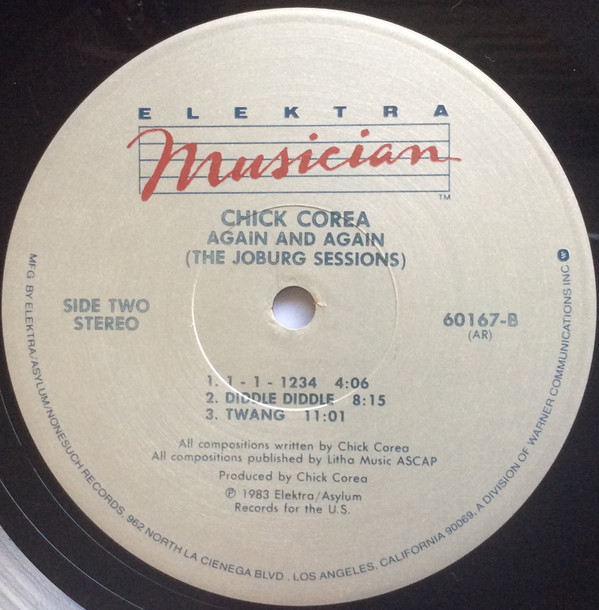 ELEKTRA
Musician™
CHICK COREA
AGAIN AND AGAIN
(THE JOBURG SESSIONS)
SIDE TWO
STEREO
60167-B
(AR)
1. 1 - 1 - 1234 4:06
2. DIDDLE DIDDLE 8:15
3. TWANG 11:01
All compositions written by Chick Corea
All compositions published by Litha Music ASCAP
Produced by Chick Corea
℗ 1983 Elektra/Asylum
Records for the U.S.
MFG. BY ELEKTRA/ASYLUM/NONESUCH RECORDS, 962 NORTH LA CIENEGA BLVD., LOS ANGELES, CALIFORNIA 90069, A DIVISION OF WARNER COMMUNICATIONS INC